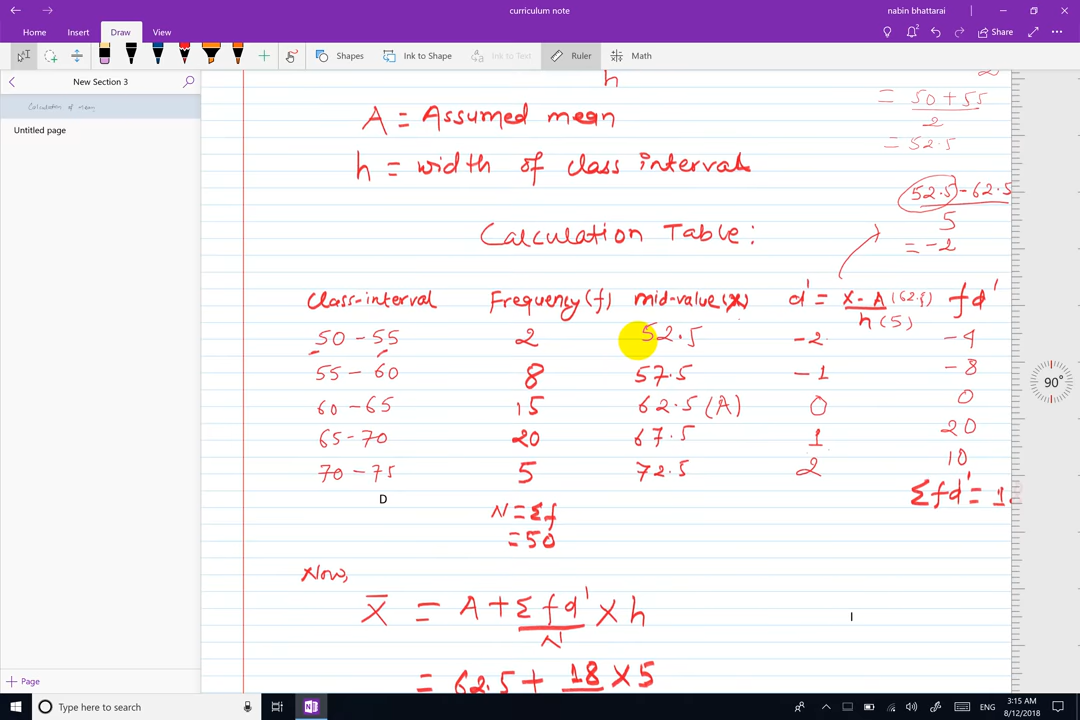 curriculum note
nabin bhattarai
Home Insert Draw View
Share
Shapes Ink to Shape Ink to Text Ruler Math
New Section 3
Calculation of mean
Untitled page
h
2
= 50 + 55
2
= 52.5
A = Assumed mean
h = width of class interval
52.5 - 62.5
5
= -2
Calculation Table:
Class-interval Frequency (f) mid-value (x) d' = x - A (62.5) fd'
h (5)
50 - 55 2 52.5 -2 -4
55 - 60 8 57.5 -1 -8
60 - 65 15 62.5 (A) 0 0
65 - 70 20 67.5 1 20
70 - 75 5 72.5 2 10
D
Σfd' = 1
N = Σf
= 50
Now,
X̄ = A + Σfd' × h
N
= 62.5 + 18 × 5
90°
Page
Type here to search
ENG
3:15 AM
8/12/2018